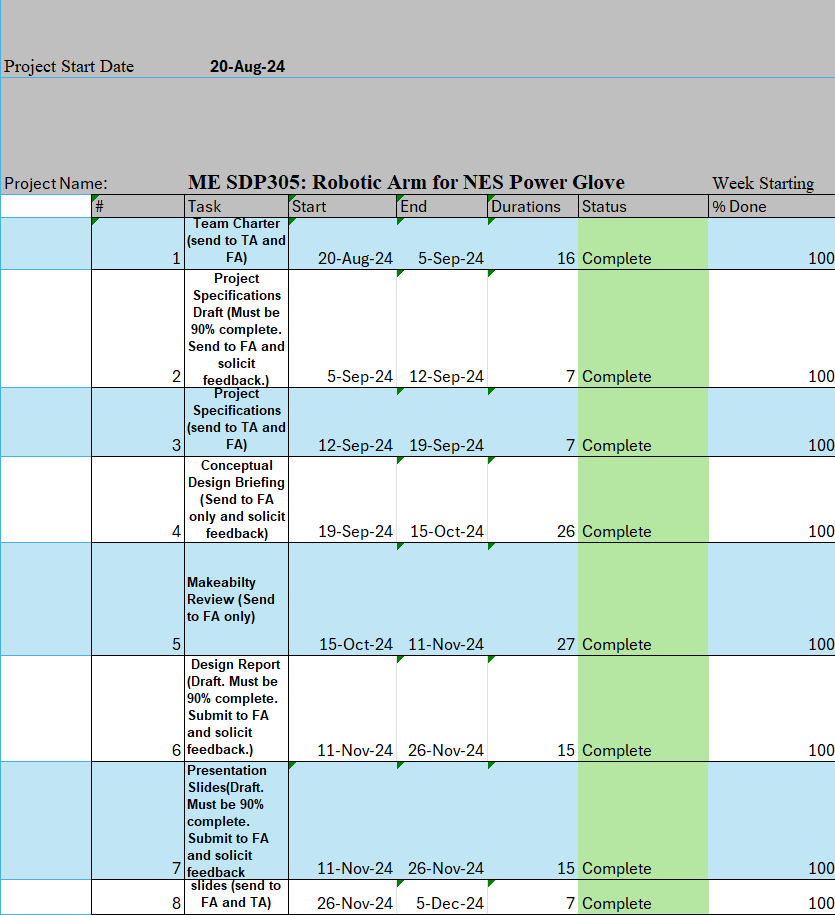 Project Start Date 20-Aug-24
Project Name: ME SDP305: Robotic Arm for NES Power Glove Week Starting
# Task Start End Durations Status % Done
Team Charter
(send to TA and
FA)
1 20-Aug-24 5-Sep-24 16 Complete 100
Project
Specifications
Draft (Must be
90% complete.
Send to FA and
solicit
feedback.)
2 5-Sep-24 12-Sep-24 7 Complete 100
Project
Specifications
(send to TA and
FA)
3 12-Sep-24 19-Sep-24 7 Complete 100
Conceptual
Design Briefing
(Send to FA
only and solicit
feedback)
4 19-Sep-24 15-Oct-24 26 Complete 100
Makeabilty
Review (Send
to FA only)
5 15-Oct-24 11-Nov-24 27 Complete 100
Design Report
(Draft. Must be
90% complete.
Submit to FA
and solicit
feedback.)
6 11-Nov-24 26-Nov-24 15 Complete 100
Presentation
Slides(Draft.
Must be 90%
complete.
Submit to FA
and solicit
feedback
7 11-Nov-24 26-Nov-24 15 Complete 100
slides (send to
FA and TA)
8 26-Nov-24 5-Dec-24 7 Complete 100